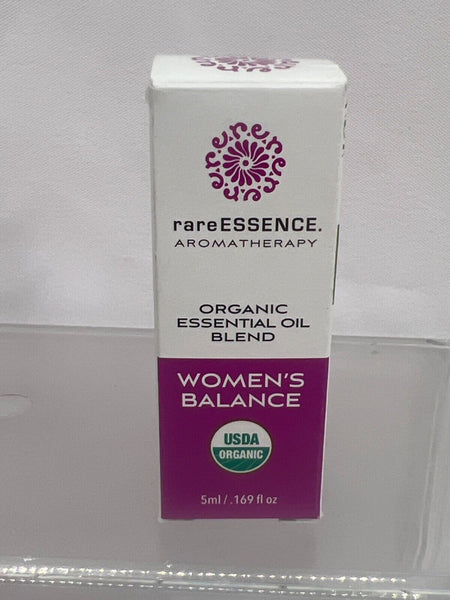 rareESSENCE.
AROMATHERAPY
ORGANIC
ESSENTIAL OIL
BLEND
WOMEN'S
BALANCE
USDA
ORGANIC
5ml / .169 fl oz